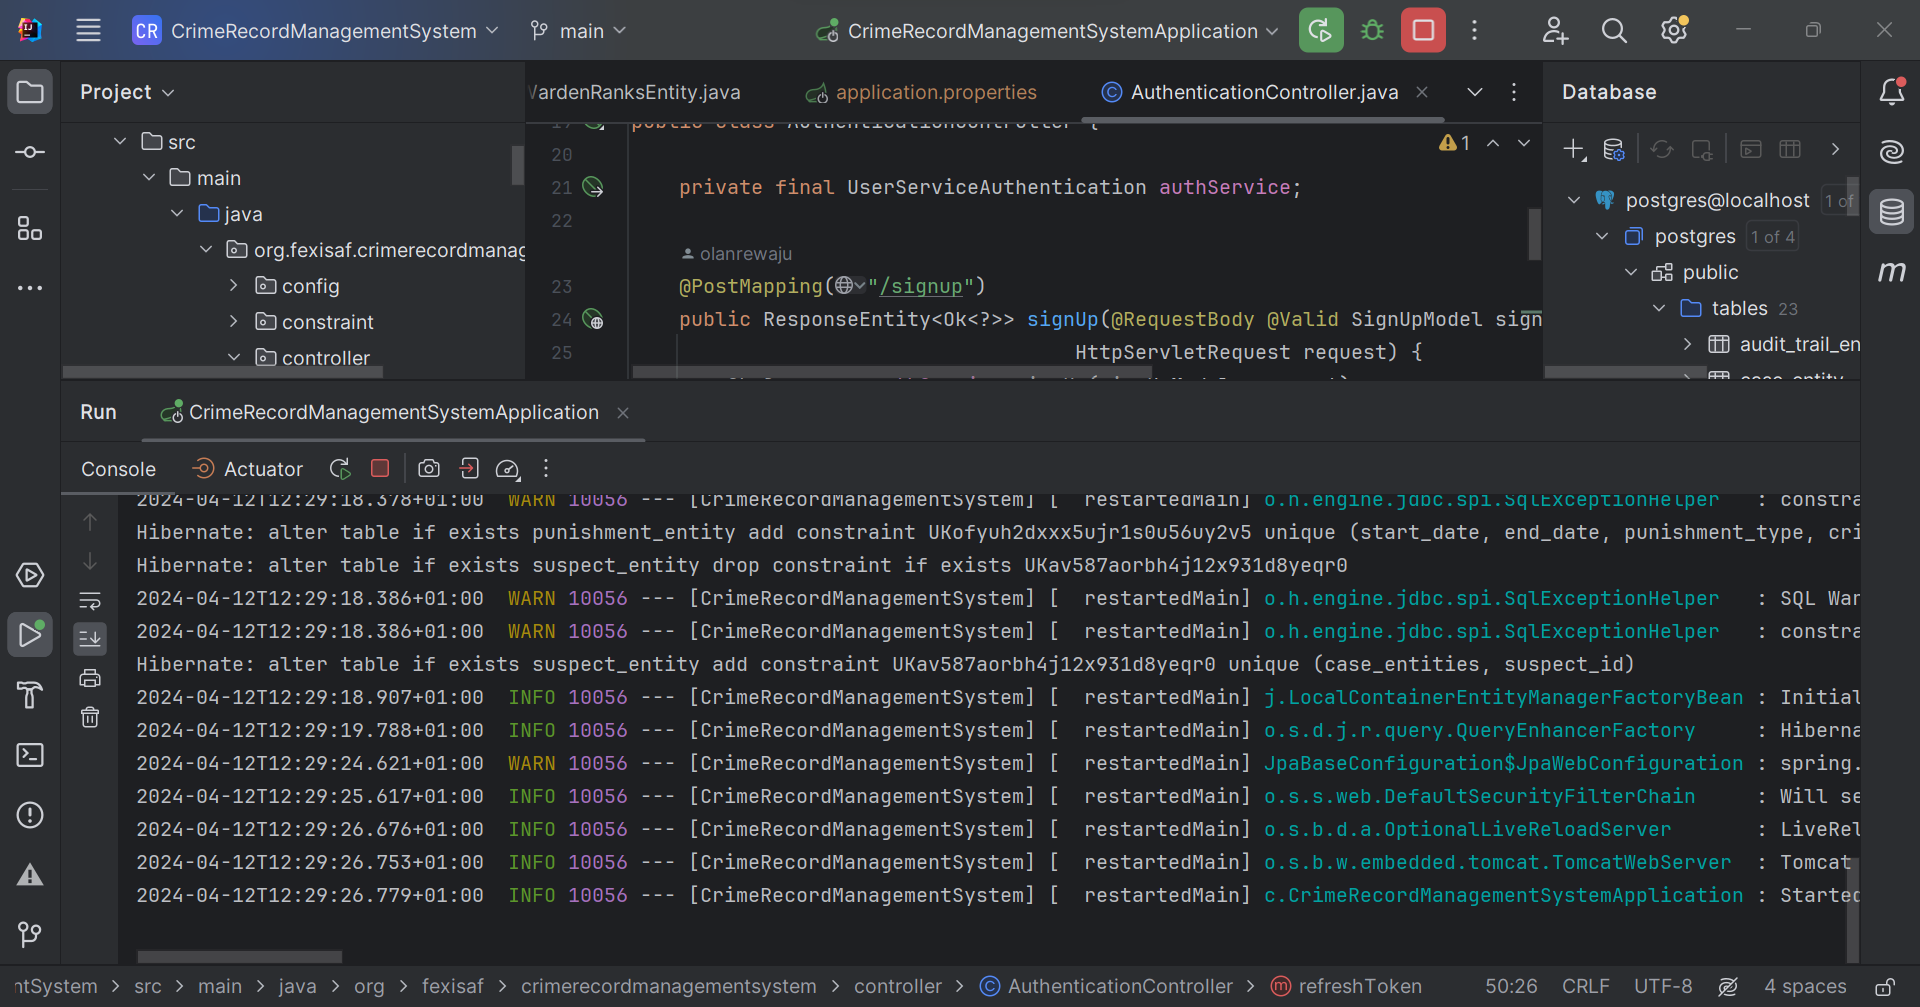 CR CrimeRecordManagementSystem main CrimeRecordManagementSystemApplication
Project
src
main
java
org.fexisaf.crimerecordmanag
config
constraint
controller
ardenRanksEntity.java application.properties AuthenticationController.java
1
public class AuthenticationController {
20
21 private final UserServiceAuthentication authService;
22
olanrewaju
23 @PostMapping("/signup")
24 public ResponseEntity<Ok<?>> signUp(@RequestBody @Valid SignUpModel sign
25 HttpServletRequest request) {
Database
postgres@localhost 1 of
postgres 1 of 4
public
tables 23
audit_trail_en
case_entity
m
Run CrimeRecordManagementSystemApplication
Console Actuator
2024-04-12T12:29:18.378+01:00 WARN 10056 --- [CrimeRecordManagementSystem] [ restartedMain] o.h.engine.jdbc.spi.SqlExceptionHelper : constra
Hibernate: alter table if exists punishment_entity add constraint UKofyuh2dxxx5ujr1s0u56uy2v5 unique (start_date, end_date, punishment_type, cri
Hibernate: alter table if exists suspect_entity drop constraint if exists UKav587aorbh4j12x931d8yeqr0
2024-04-12T12:29:18.386+01:00 WARN 10056 --- [CrimeRecordManagementSystem] [ restartedMain] o.h.engine.jdbc.spi.SqlExceptionHelper : SQL War
2024-04-12T12:29:18.386+01:00 WARN 10056 --- [CrimeRecordManagementSystem] [ restartedMain] o.h.engine.jdbc.spi.SqlExceptionHelper : constra
Hibernate: alter table if exists suspect_entity add constraint UKav587aorbh4j12x931d8yeqr0 unique (case_entities, suspect_id)
2024-04-12T12:29:18.907+01:00 INFO 10056 --- [CrimeRecordManagementSystem] [ restartedMain] j.LocalContainerEntityManagerFactoryBean : Initial
2024-04-12T12:29:19.788+01:00 INFO 10056 --- [CrimeRecordManagementSystem] [ restartedMain] o.s.d.j.r.query.QueryEnhancerFactory : Hiberna
2024-04-12T12:29:24.621+01:00 WARN 10056 --- [CrimeRecordManagementSystem] [ restartedMain] JpaBaseConfiguration$JpaWebConfiguration : spring.
2024-04-12T12:29:25.617+01:00 INFO 10056 --- [CrimeRecordManagementSystem] [ restartedMain] o.s.s.web.DefaultSecurityFilterChain : Will se
2024-04-12T12:29:26.676+01:00 INFO 10056 --- [CrimeRecordManagementSystem] [ restartedMain] o.s.b.d.a.OptionalLiveReloadServer : LiveRel
2024-04-12T12:29:26.753+01:00 INFO 10056 --- [CrimeRecordManagementSystem] [ restartedMain] o.s.b.w.embedded.tomcat.TomcatWebServer : Tomcat
2024-04-12T12:29:26.779+01:00 INFO 10056 --- [CrimeRecordManagementSystem] [ restartedMain] c.CrimeRecordManagementSystemApplication : Started
ntSystem > src > main > java > org > fexisaf > crimerecordmanagementsystem > controller > AuthenticationController > refreshToken 50:26 CRLF UTF-8 4 spaces